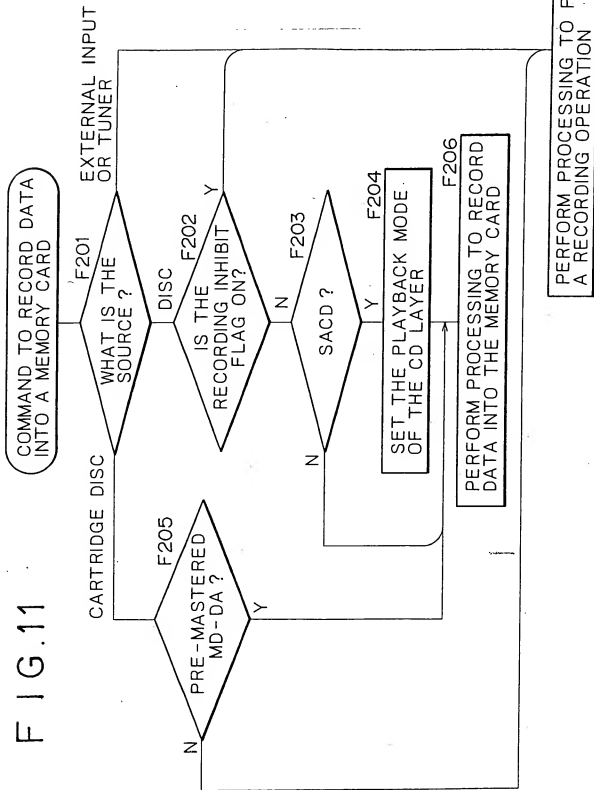 FIG.11
COMMAND TO RECORD DATA
INTO A MEMORY CARD
F201
WHAT IS THE
SOURCE?
CARTRIDGE DISC
DISC
EXTERNAL INPUT
OR TUNER
F205
PRE-MASTERED
MD-DA?
N
Y
F202
IS THE
RECORDING INHIBIT
FLAG ON?
Y
N
F203
SACD?
N
Y
F204
SET THE PLAYBACK MODE
OF THE CD LAYER
F206
PERFORM PROCESSING TO RECORD
DATA INTO THE MEMORY CARD
PERFORM PROCESSING TO
A RECORDING OPERATION